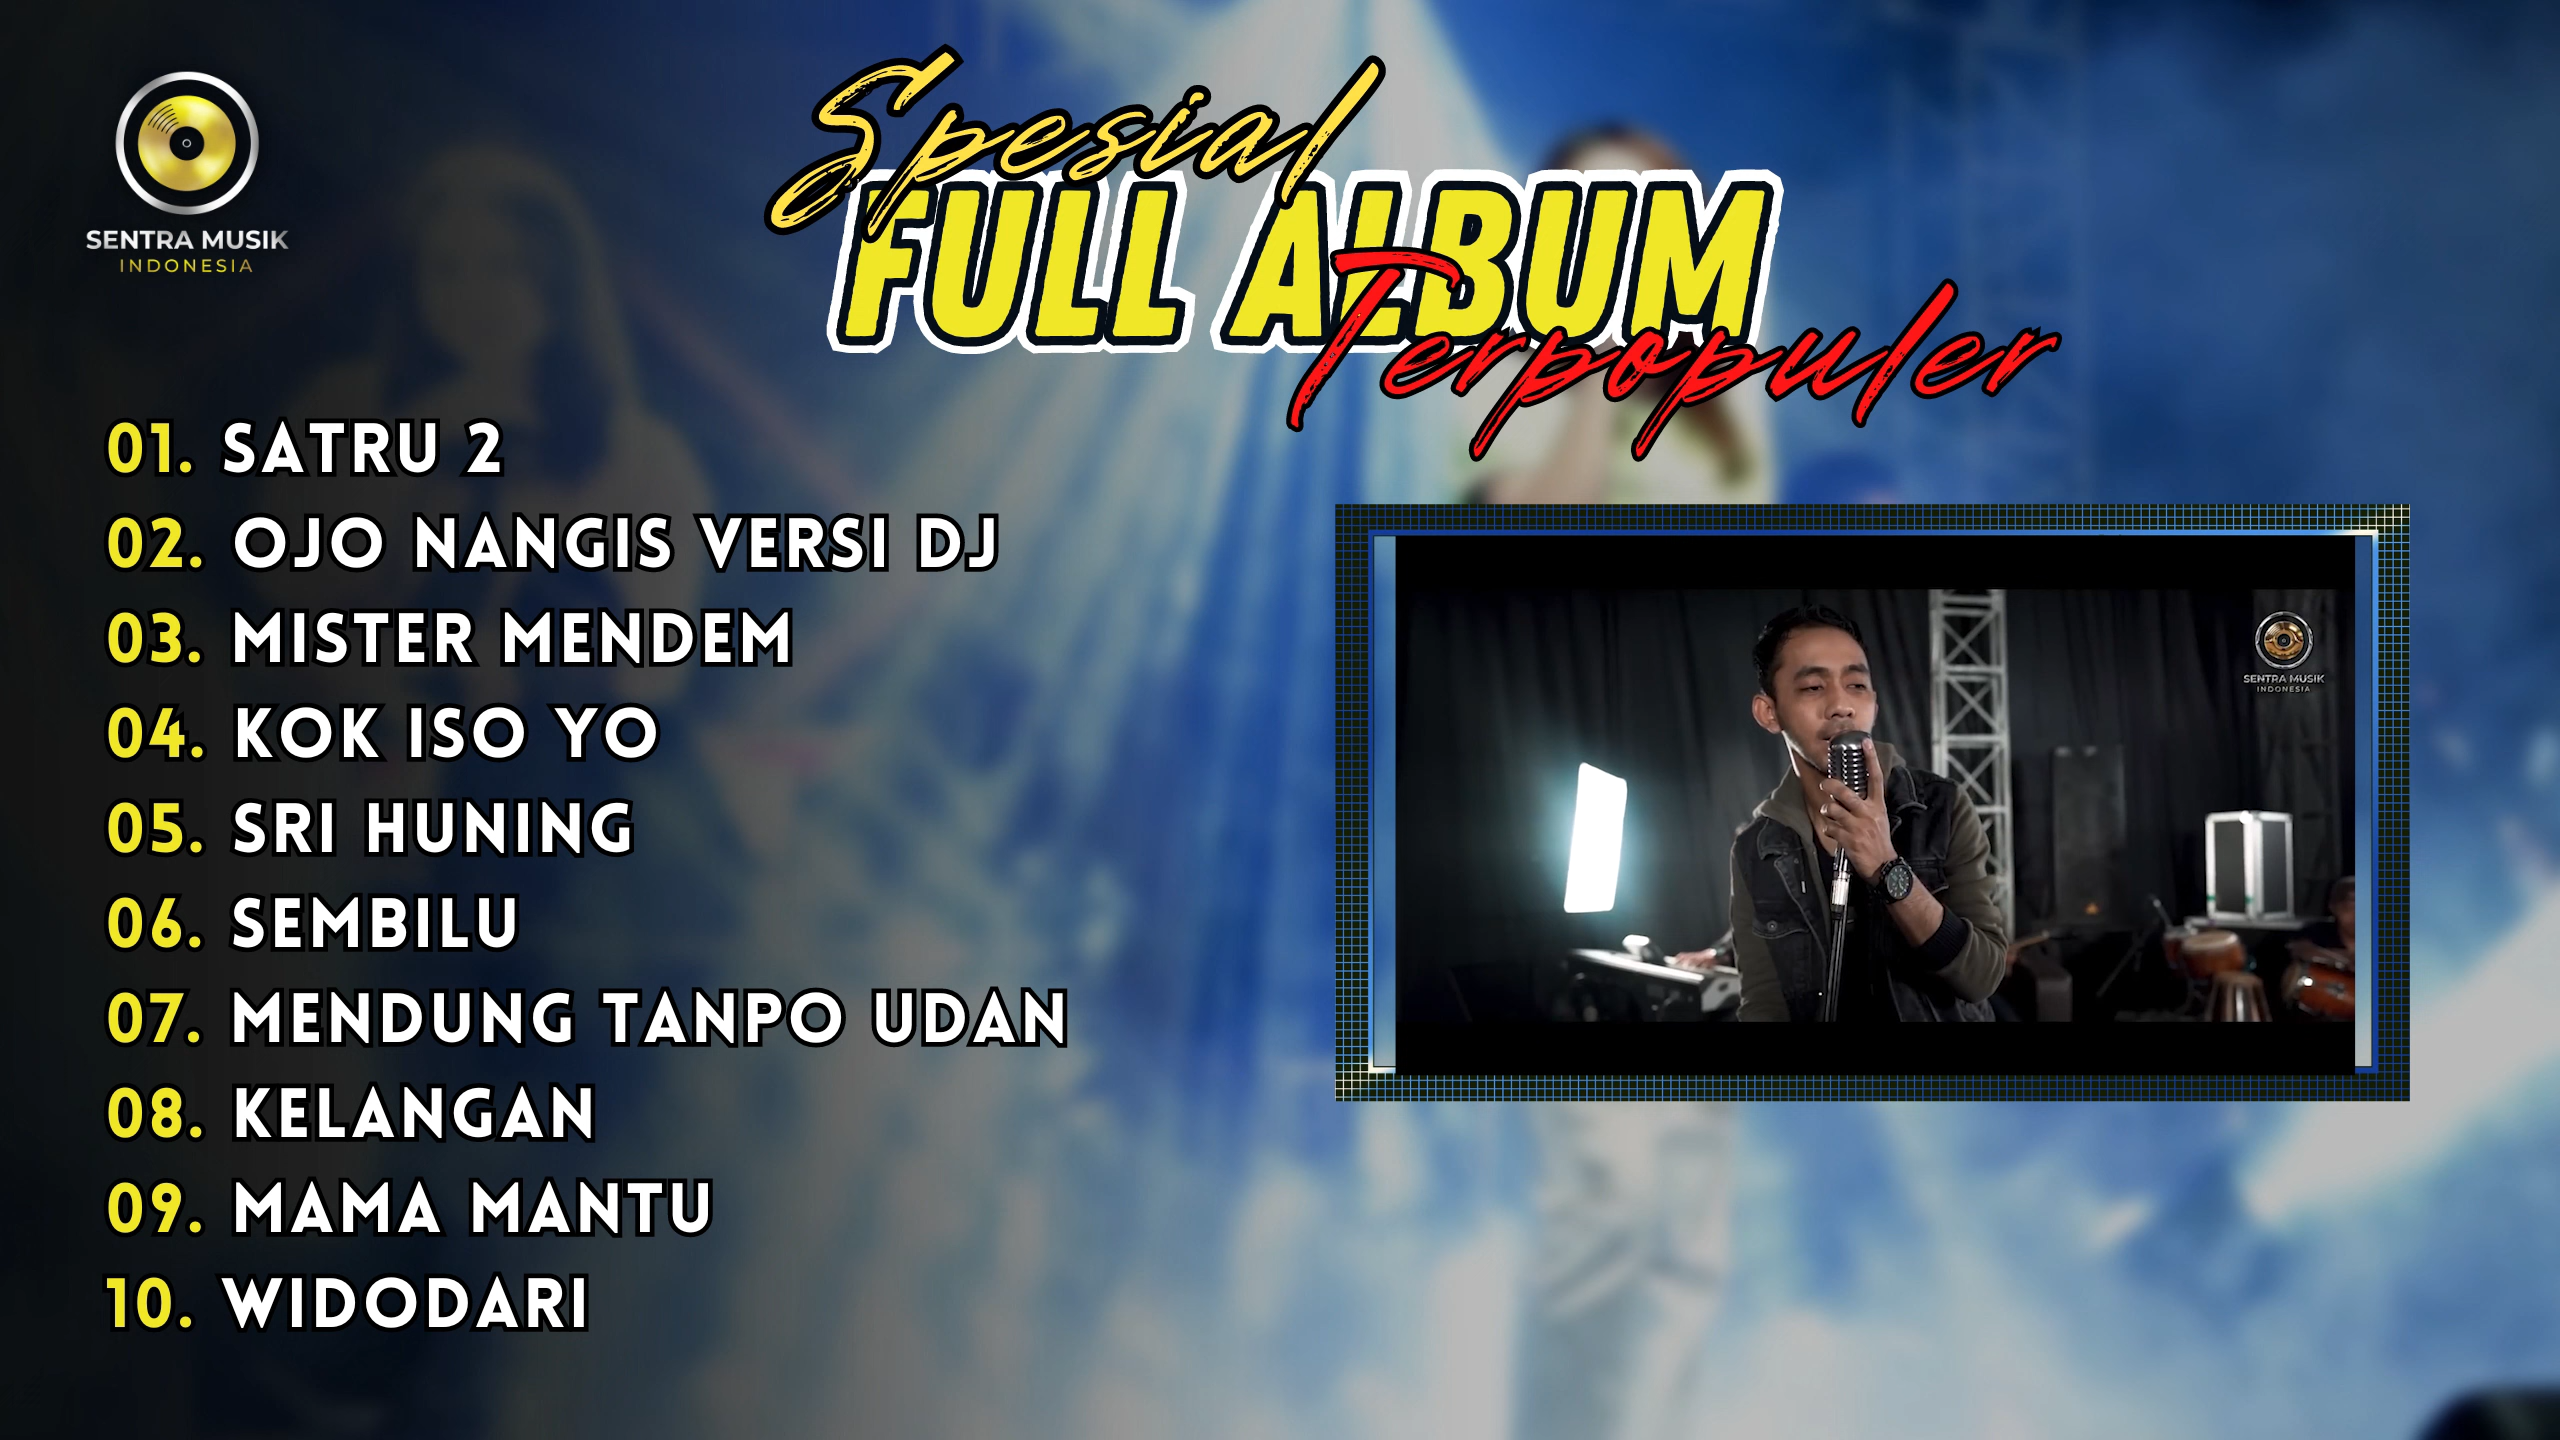 SENTRA MUSIK
INDONESIA
Spesial
FULL ALBUM
Terpopuler
01. SATRU 2
02. OJO NANGIS VERSI DJ
03. MISTER MENDEM
04. KOK ISO YO
05. SRI HUNING
06. SEMBILU
07. MENDUNG TANPO UDAN
08. KELANGAN
09. MAMA MANTU
10. WIDODARI
SENTRA MUSIK
INDONESIA